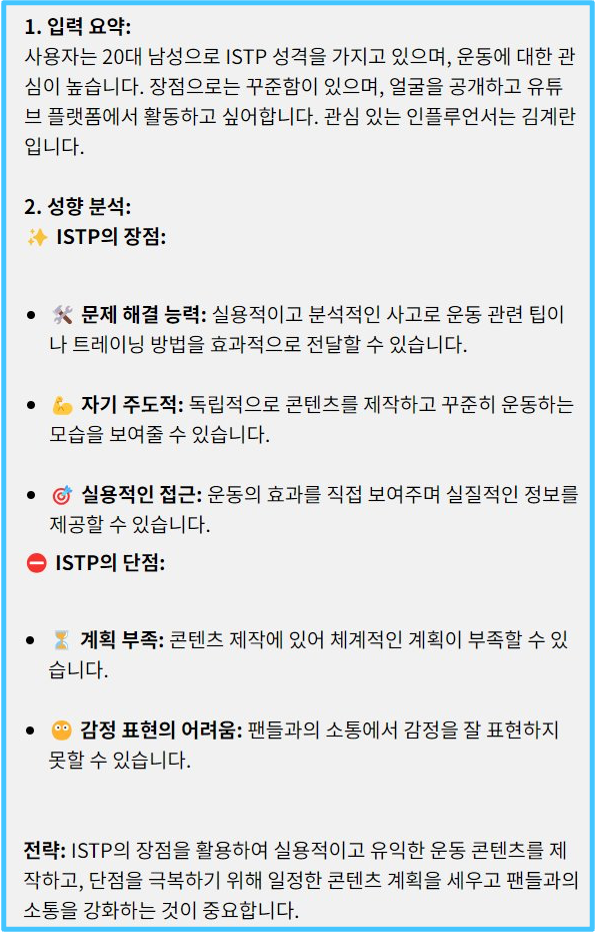 1. 입력 요약:
사용자는 20대 남성으로 ISTP 성격을 가지고 있으며, 운동에 대한 관
심이 높습니다. 장점으로는 꾸준함이 있으며, 얼굴을 공개하고 유튜
브 플랫폼에서 활동하고 싶어합니다. 관심 있는 인플루언서는 김계란
입니다.
2. 성향 분석:
✨ ISTP의 장점:
• 🛠️ 문제 해결 능력: 실용적이고 분석적인 사고로 운동 관련 팁이
나 트레이닝 방법을 효과적으로 전달할 수 있습니다.
• 💪 자기 주도적: 독립적으로 콘텐츠를 제작하고 꾸준히 운동하는
모습을 보여줄 수 있습니다.
• 🎯 실용적인 접근: 운동의 효과를 직접 보여주며 실질적인 정보를
제공할 수 있습니다.
⛔ ISTP의 단점:
• ⏳ 계획 부족: 콘텐츠 제작에 있어 체계적인 계획이 부족할 수 있
습니다.
• 😶 감정 표현의 어려움: 팬들과의 소통에서 감정을 잘 표현하지
못할 수 있습니다.
전략: ISTP의 장점을 활용하여 실용적이고 유익한 운동 콘텐츠를 제
작하고, 단점을 극복하기 위해 일정한 콘텐츠 계획을 세우고 팬들과의
소통을 강화하는 것이 중요합니다.